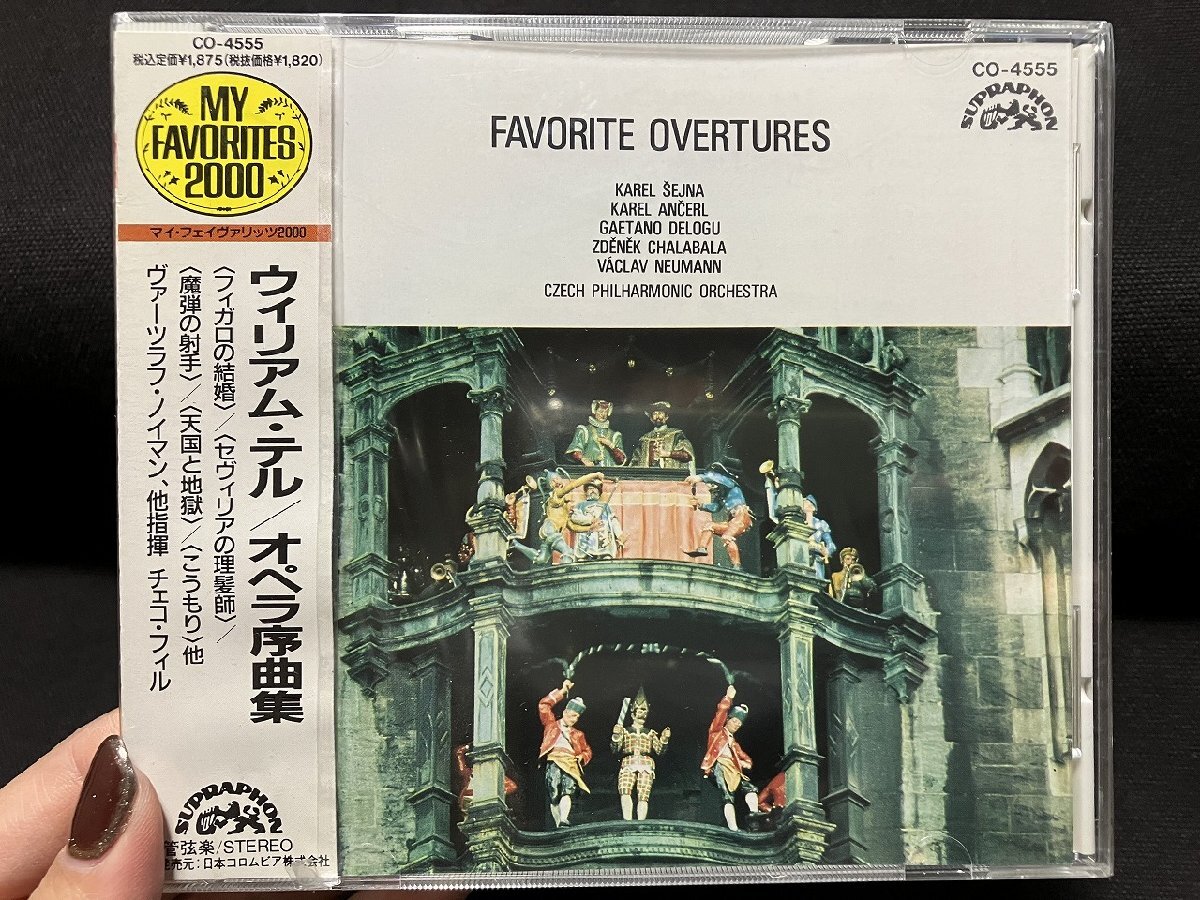 CO-4555
税込定価¥1,875(税抜価格¥1,820)
MY
FAVORITES
2000
マイ・フェイヴァリッツ2000
ウィリアム・テル/オペラ序曲集
〈フィガロの結婚〉/〈セヴィリアの理髪師〉/
〈魔弾の射手〉/〈天国と地獄〉/〈こうもり〉他
ヴァーツラフ・ノイマン、他指揮 チェコ・フィル
SUPRAPHON
管弦楽/STEREO
発売元:日本コロムビア株式会社
CO-4555
SUPRAPHON
FAVORITE OVERTURES
KAREL ŠEJNA
KAREL ANČERL
GAETANO DELOGU
ZDĚNĚK CHALABALA
VÁCLAV NEUMANN
CZECH PHILHARMONIC ORCHESTRA